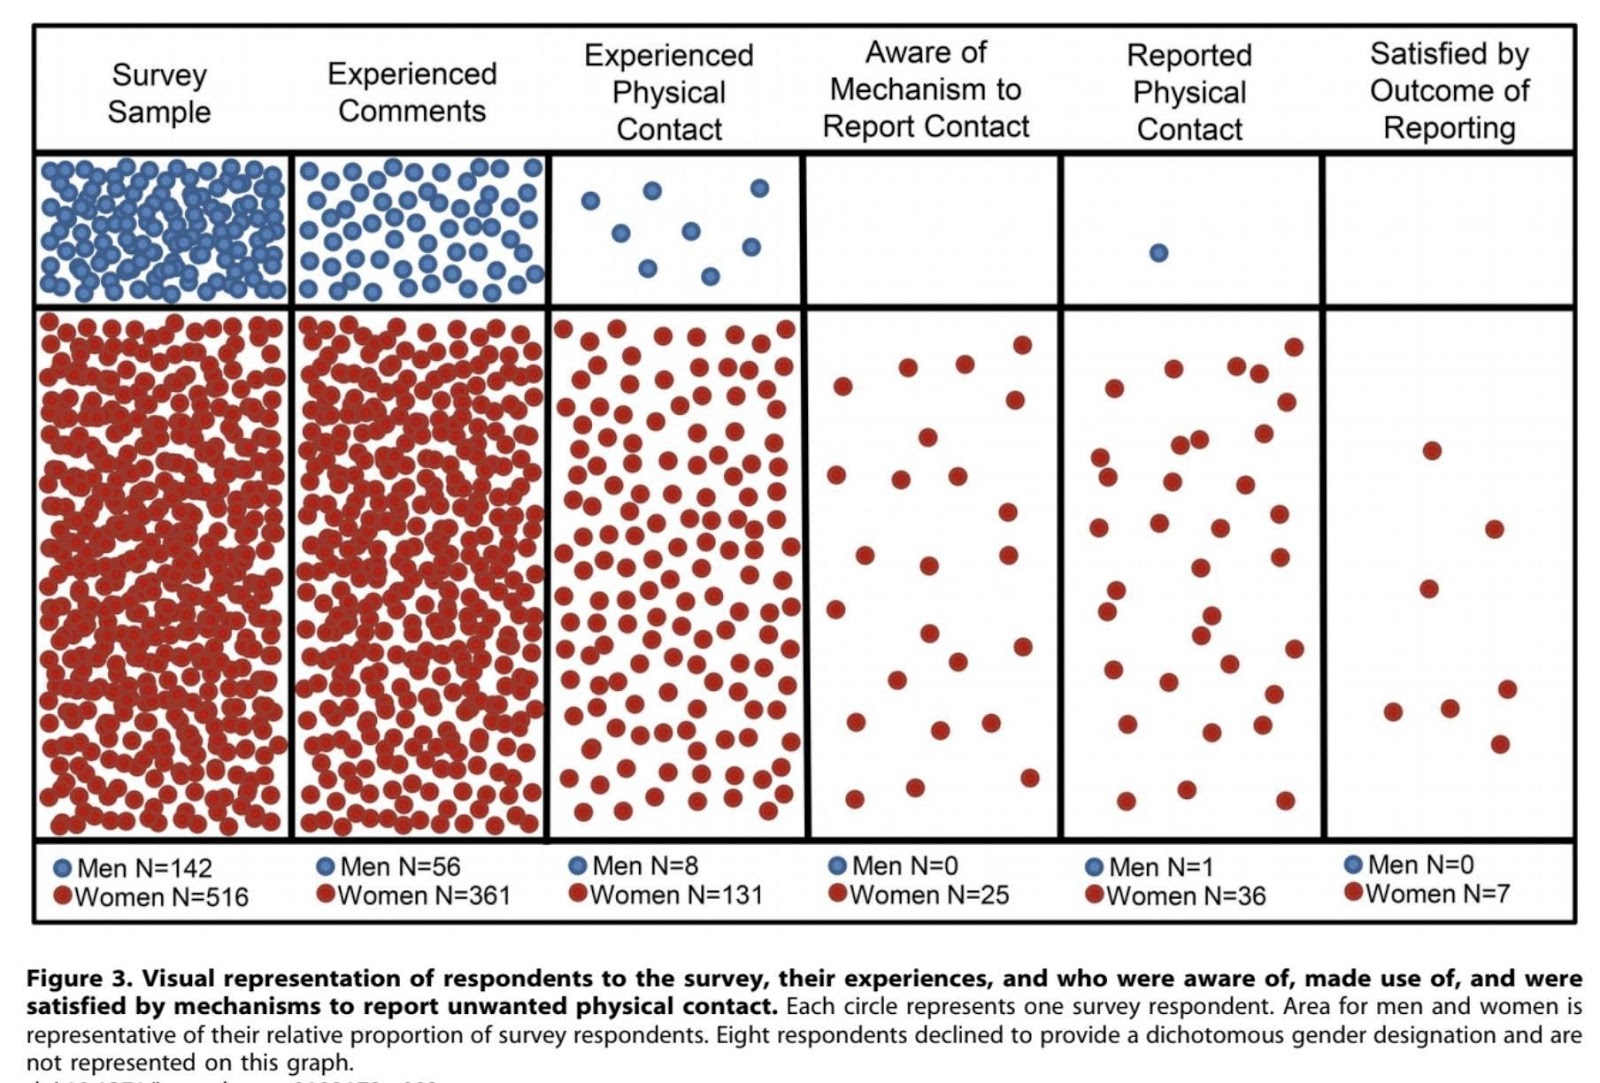 Survey
Sample
Experienced
Comments
Experienced
Physical
Contact
Aware of
Mechanism to
Report Contact
Reported
Physical
Contact
Satisfied by
Outcome of
Reporting
Men N=142
Women N=516
Men N=56
Women N=361
Men N=8
Women N=131
Men N=0
Women N=25
Men N=1
Women N=36
Men N=0
Women N=7
Figure 3. Visual representation of respondents to the survey, their experiences, and who were aware of, made use of, and were
satisfied by mechanisms to report unwanted physical contact. Each circle represents one survey respondent. Area for men and women is
representative of their relative proportion of survey respondents. Eight respondents declined to provide a dichotomous gender designation and are
not represented on this graph.